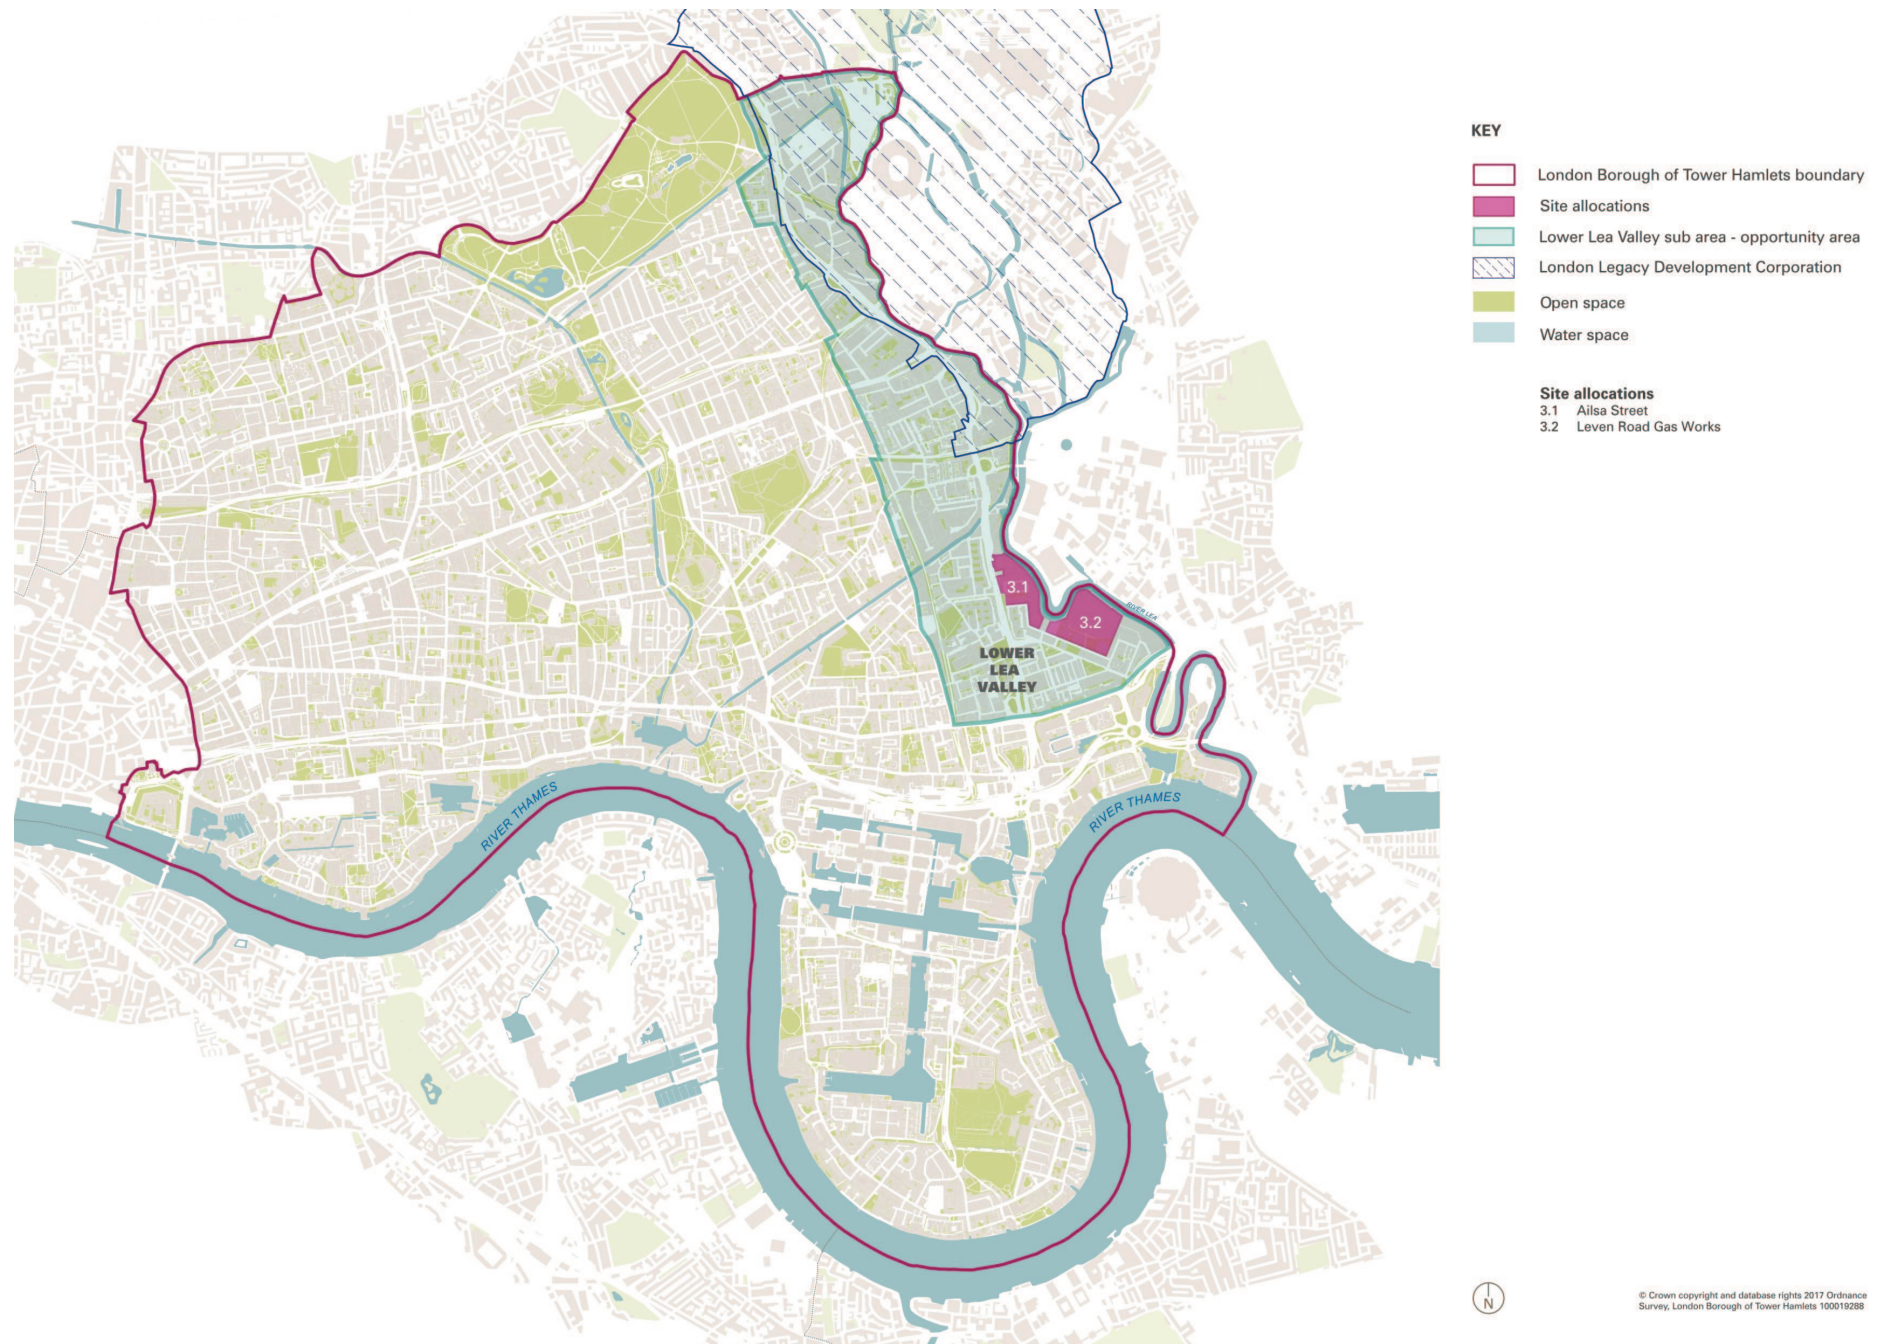 KEY
London Borough of Tower Hamlets boundary
Site allocations
Lower Lea Valley sub area - opportunity area
London Legacy Development Corporation
Open space
Water space
Site allocations
3.1 Ailsa Street
3.2 Leven Road Gas Works
3.1
3.2
RIVER LEA
LOWER
LEA
VALLEY
RIVER THAMES
RIVER THAMES
N
© Crown copyright and database rights 2017 Ordnance
Survey, London Borough of Tower Hamlets 100019288